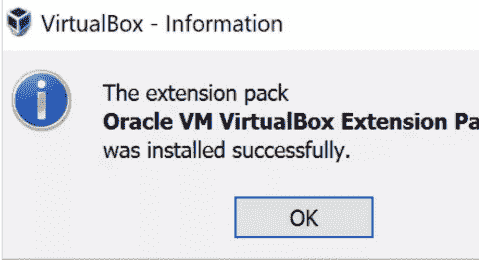 VirtualBox - Information
The extension pack
Oracle VM VirtualBox Extension Pa
was installed successfully.
OK